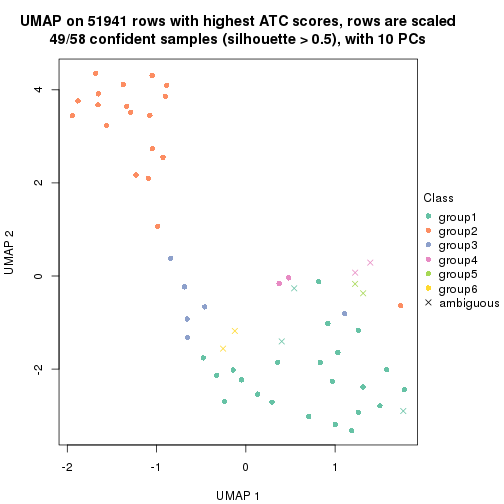 UMAP on 51941 rows with highest ATC scores, rows are scaled
49/58 confident samples (silhouette > 0.5), with 10 PCs
4
2
0
-2
UMAP 2
-2
-1
0
1
UMAP 1
Class
group1
group2
group3
group4
group5
group6
ambiguous